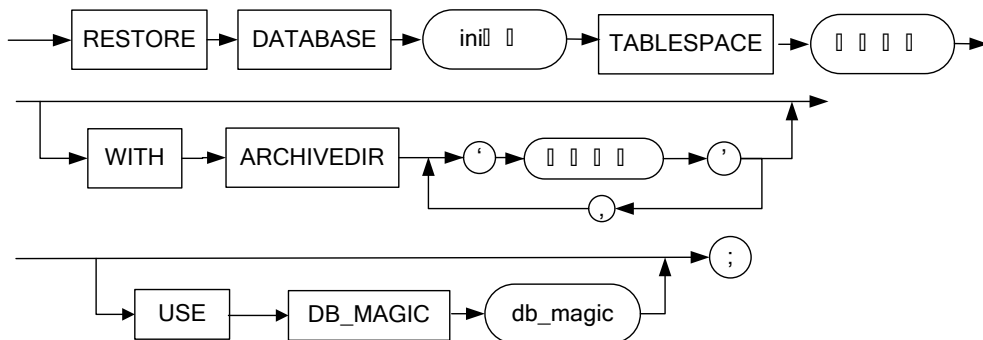 RESTORE DATABASE ini TABLESPACE
WITH ARCHIVEDIR ‘ ’
,
;
USE DB_MAGIC db_magic